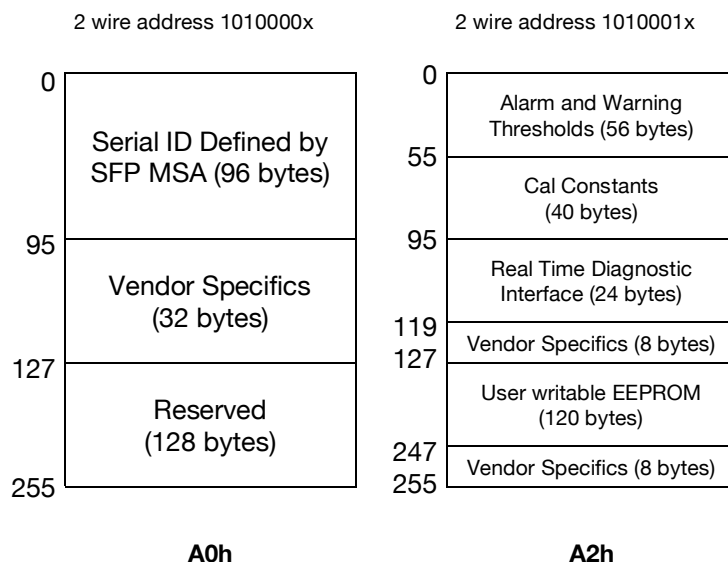 2 wire address 1010000x
0
Serial ID Defined by
SFP MSA (96 bytes)
95
Vendor Specifics
(32 bytes)
127
Reserved
(128 bytes)
255
A0h
2 wire address 1010001x
0
Alarm and Warning
Thresholds (56 bytes)
55
Cal Constants
(40 bytes)
95
Real Time Diagnostic
Interface (24 bytes)
119
Vendor Specifics (8 bytes)
127
User writable EEPROM
(120 bytes)
247
Vendor Specifics (8 bytes)
255
A2h